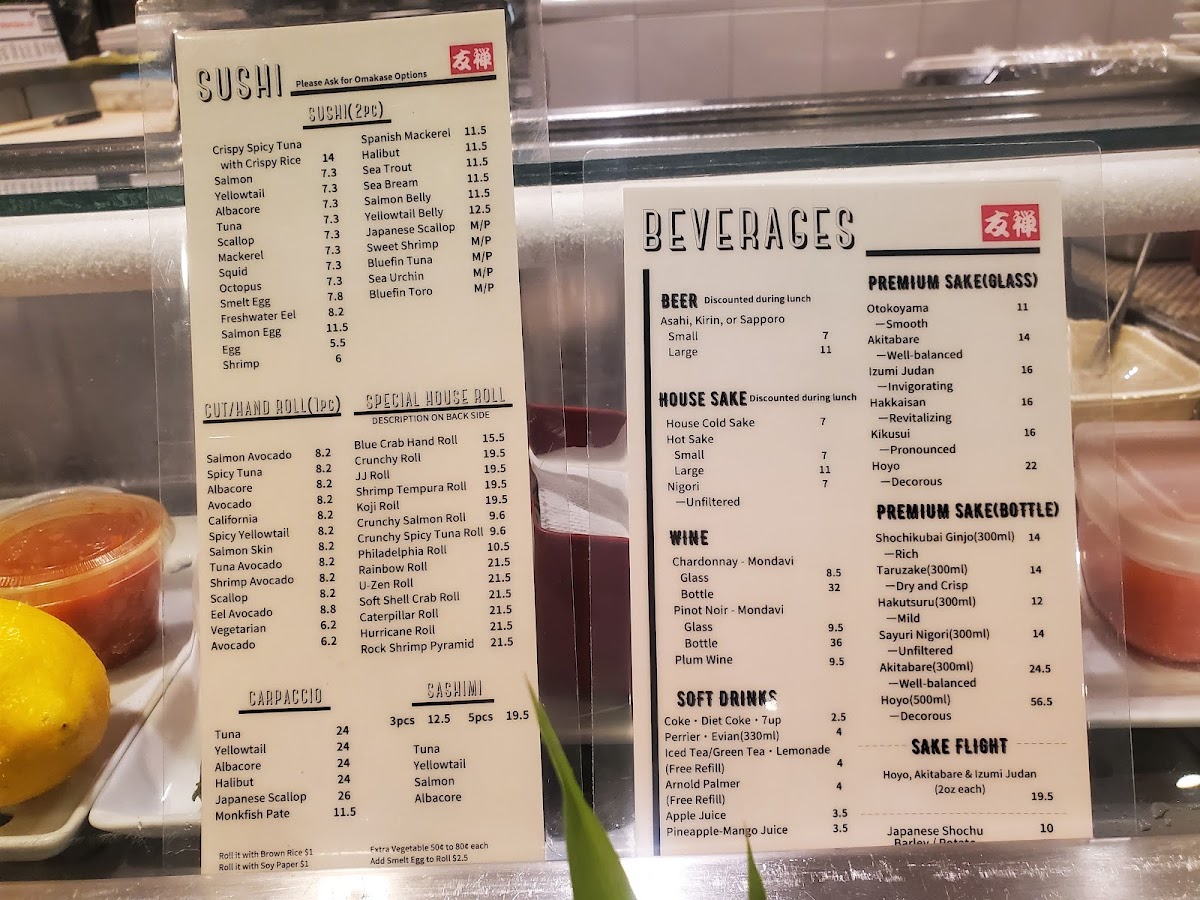 SUSHI Please Ask for Omakase Options 友禅
SUSHI(2PC)
Crispy Spicy Tuna
with Crispy Rice 14
Salmon 7.3
Yellowtail 7.3
Albacore 7.3
Tuna 7.3
Scallop 7.3
Mackerel 7.3
Squid 7.3
Octopus 7.3
Smelt Egg 7.8
Freshwater Eel 8.2
Salmon Egg 11.5
Egg 5.5
Shrimp 6
Spanish Mackerel 11.5
Halibut 11.5
Sea Trout 11.5
Sea Bream 11.5
Salmon Belly 11.5
Yellowtail Belly 12.5
Japanese Scallop M/P
Sweet Shrimp M/P
Bluefin Tuna M/P
Sea Urchin M/P
Bluefin Toro M/P
CUT/HAND ROLL(1PC)
Salmon Avocado 8.2
Spicy Tuna 8.2
Albacore 8.2
Avocado 8.2
California 8.2
Spicy Yellowtail 8.2
Salmon Skin 8.2
Tuna Avocado 8.2
Shrimp Avocado 8.2
Scallop 8.2
Eel Avocado 8.8
Vegetarian 6.2
Avocado 6.2
SPECIAL HOUSE ROLL
DESCRIPTION ON BACK SIDE
Blue Crab Hand Roll 15.5
Crunchy Roll 19.5
JJ Roll 19.5
Shrimp Tempura Roll 19.5
Koji Roll 19.5
Crunchy Salmon Roll 9.6
Crunchy Spicy Tuna Roll 9.6
Philadelphia Roll 10.5
Rainbow Roll 21.5
U-Zen Roll 21.5
Soft Shell Crab Roll 21.5
Caterpillar Roll 21.5
Hurricane Roll 21.5
Rock Shrimp Pyramid 21.5
CARPACCIO
Tuna 24
Yellowtail 24
Albacore 24
Halibut 24
Japanese Scallop 26
Monkfish Pate 11.5
SASHIMI
3pcs 12.5 5pcs 19.5
Tuna
Yellowtail
Salmon
Albacore
Roll it with Brown Rice $1
Roll it with Soy Paper $1
Extra Vegetable 50¢ to 80¢ each
Add Smelt Egg to Roll $2.5
BEVERAGES 友禅
BEER Discounted during lunch
Asahi, Kirin, or Sapporo
Small 7
Large 11
HOUSE SAKE Discounted during lunch
House Cold Sake 7
Hot Sake
Small 7
Large 11
Nigori 7
—Unfiltered
WINE
Chardonnay - Mondavi
Glass 8.5
Bottle 32
Pinot Noir - Mondavi
Glass 9.5
Bottle 36
Plum Wine 9.5
SOFT DRINKS
Coke・Diet Coke・7up 2.5
Perrier・Evian(330ml) 4
Iced Tea/Green Tea・Lemonade
(Free Refill) 4
Arnold Palmer 4
(Free Refill)
Apple Juice 3.5
Pineapple-Mango Juice 3.5
PREMIUM SAKE(GLASS)
Otokoyama 11
—Smooth
Akitabare 14
—Well-balanced
Izumi Judan 16
—Invigorating
Hakkaisan 16
—Revitalizing
Kikusui 16
—Pronounced
Hoyo 22
—Decorous
PREMIUM SAKE(BOTTLE)
Shochikubai Ginjo(300ml) 14
—Rich
Taruzake(300ml) 14
—Dry and Crisp
Hakutsuru(300ml) 12
—Mild
Sayuri Nigori(300ml) 14
—Unfiltered
Akitabare(300ml) 24.5
—Well-balanced
Hoyo(500ml) 56.5
—Decorous
SAKE FLIGHT
Hoyo, Akitabare & Izumi Judan
(2oz each)
19.5
Japanese Shochu 10
Barley / Potato